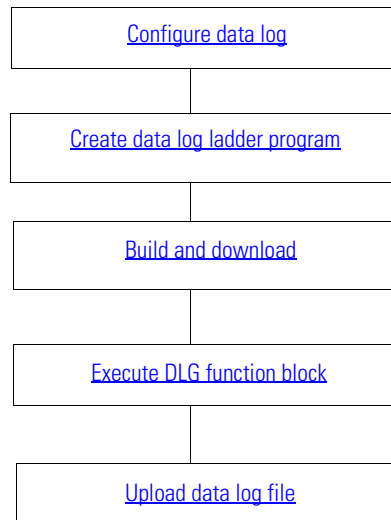 Configure data log
Create data log ladder program
Build and download
Execute DLG function block
Upload data log file